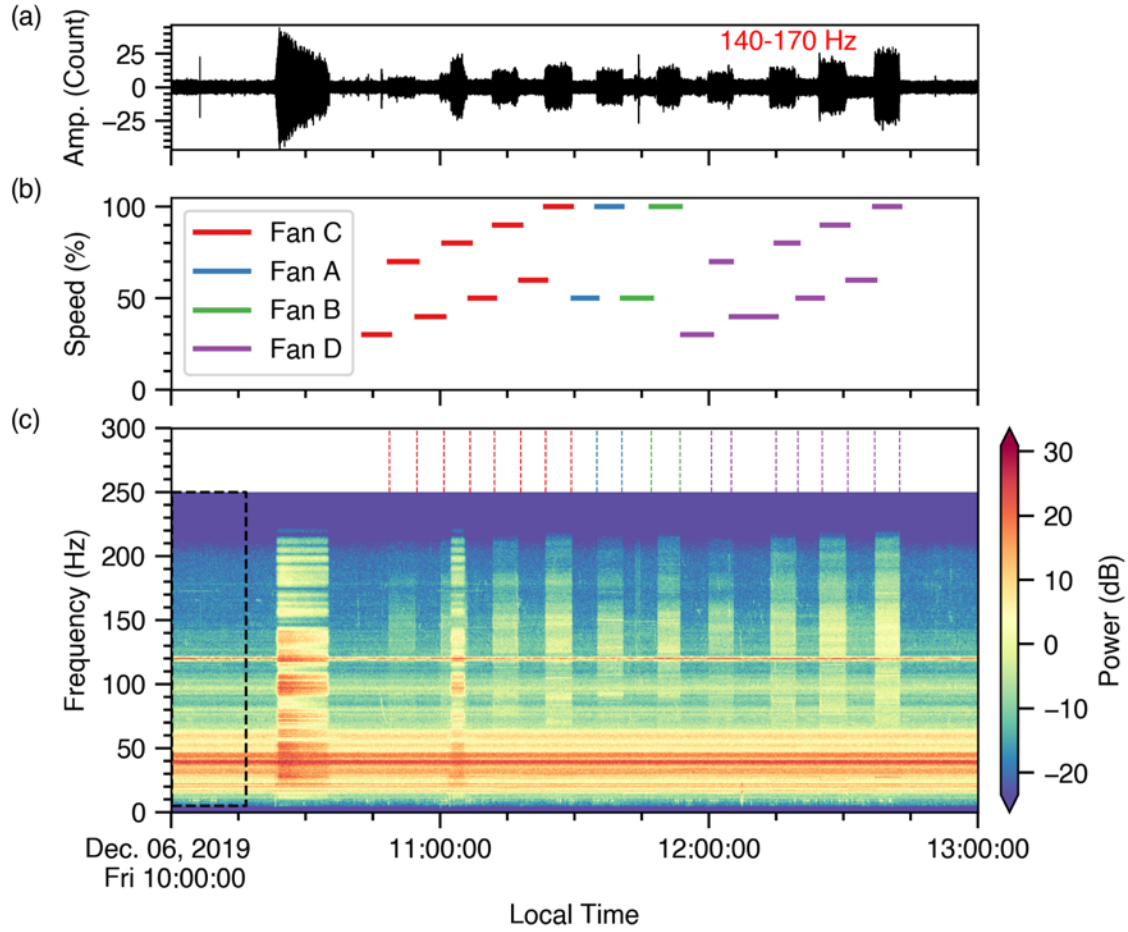 (a)
Amp. (Count)
25
0
−25
140-170 Hz
(b)
Speed (%)
100
50
0
Fan C
Fan A
Fan B
Fan D
(c)
Frequency (Hz)
300
250
200
150
100
50
0
30
20
10
0
−10
−20
Power (dB)
Dec. 06, 2019
Fri 10:00:00
11:00:00
12:00:00
13:00:00
Local Time